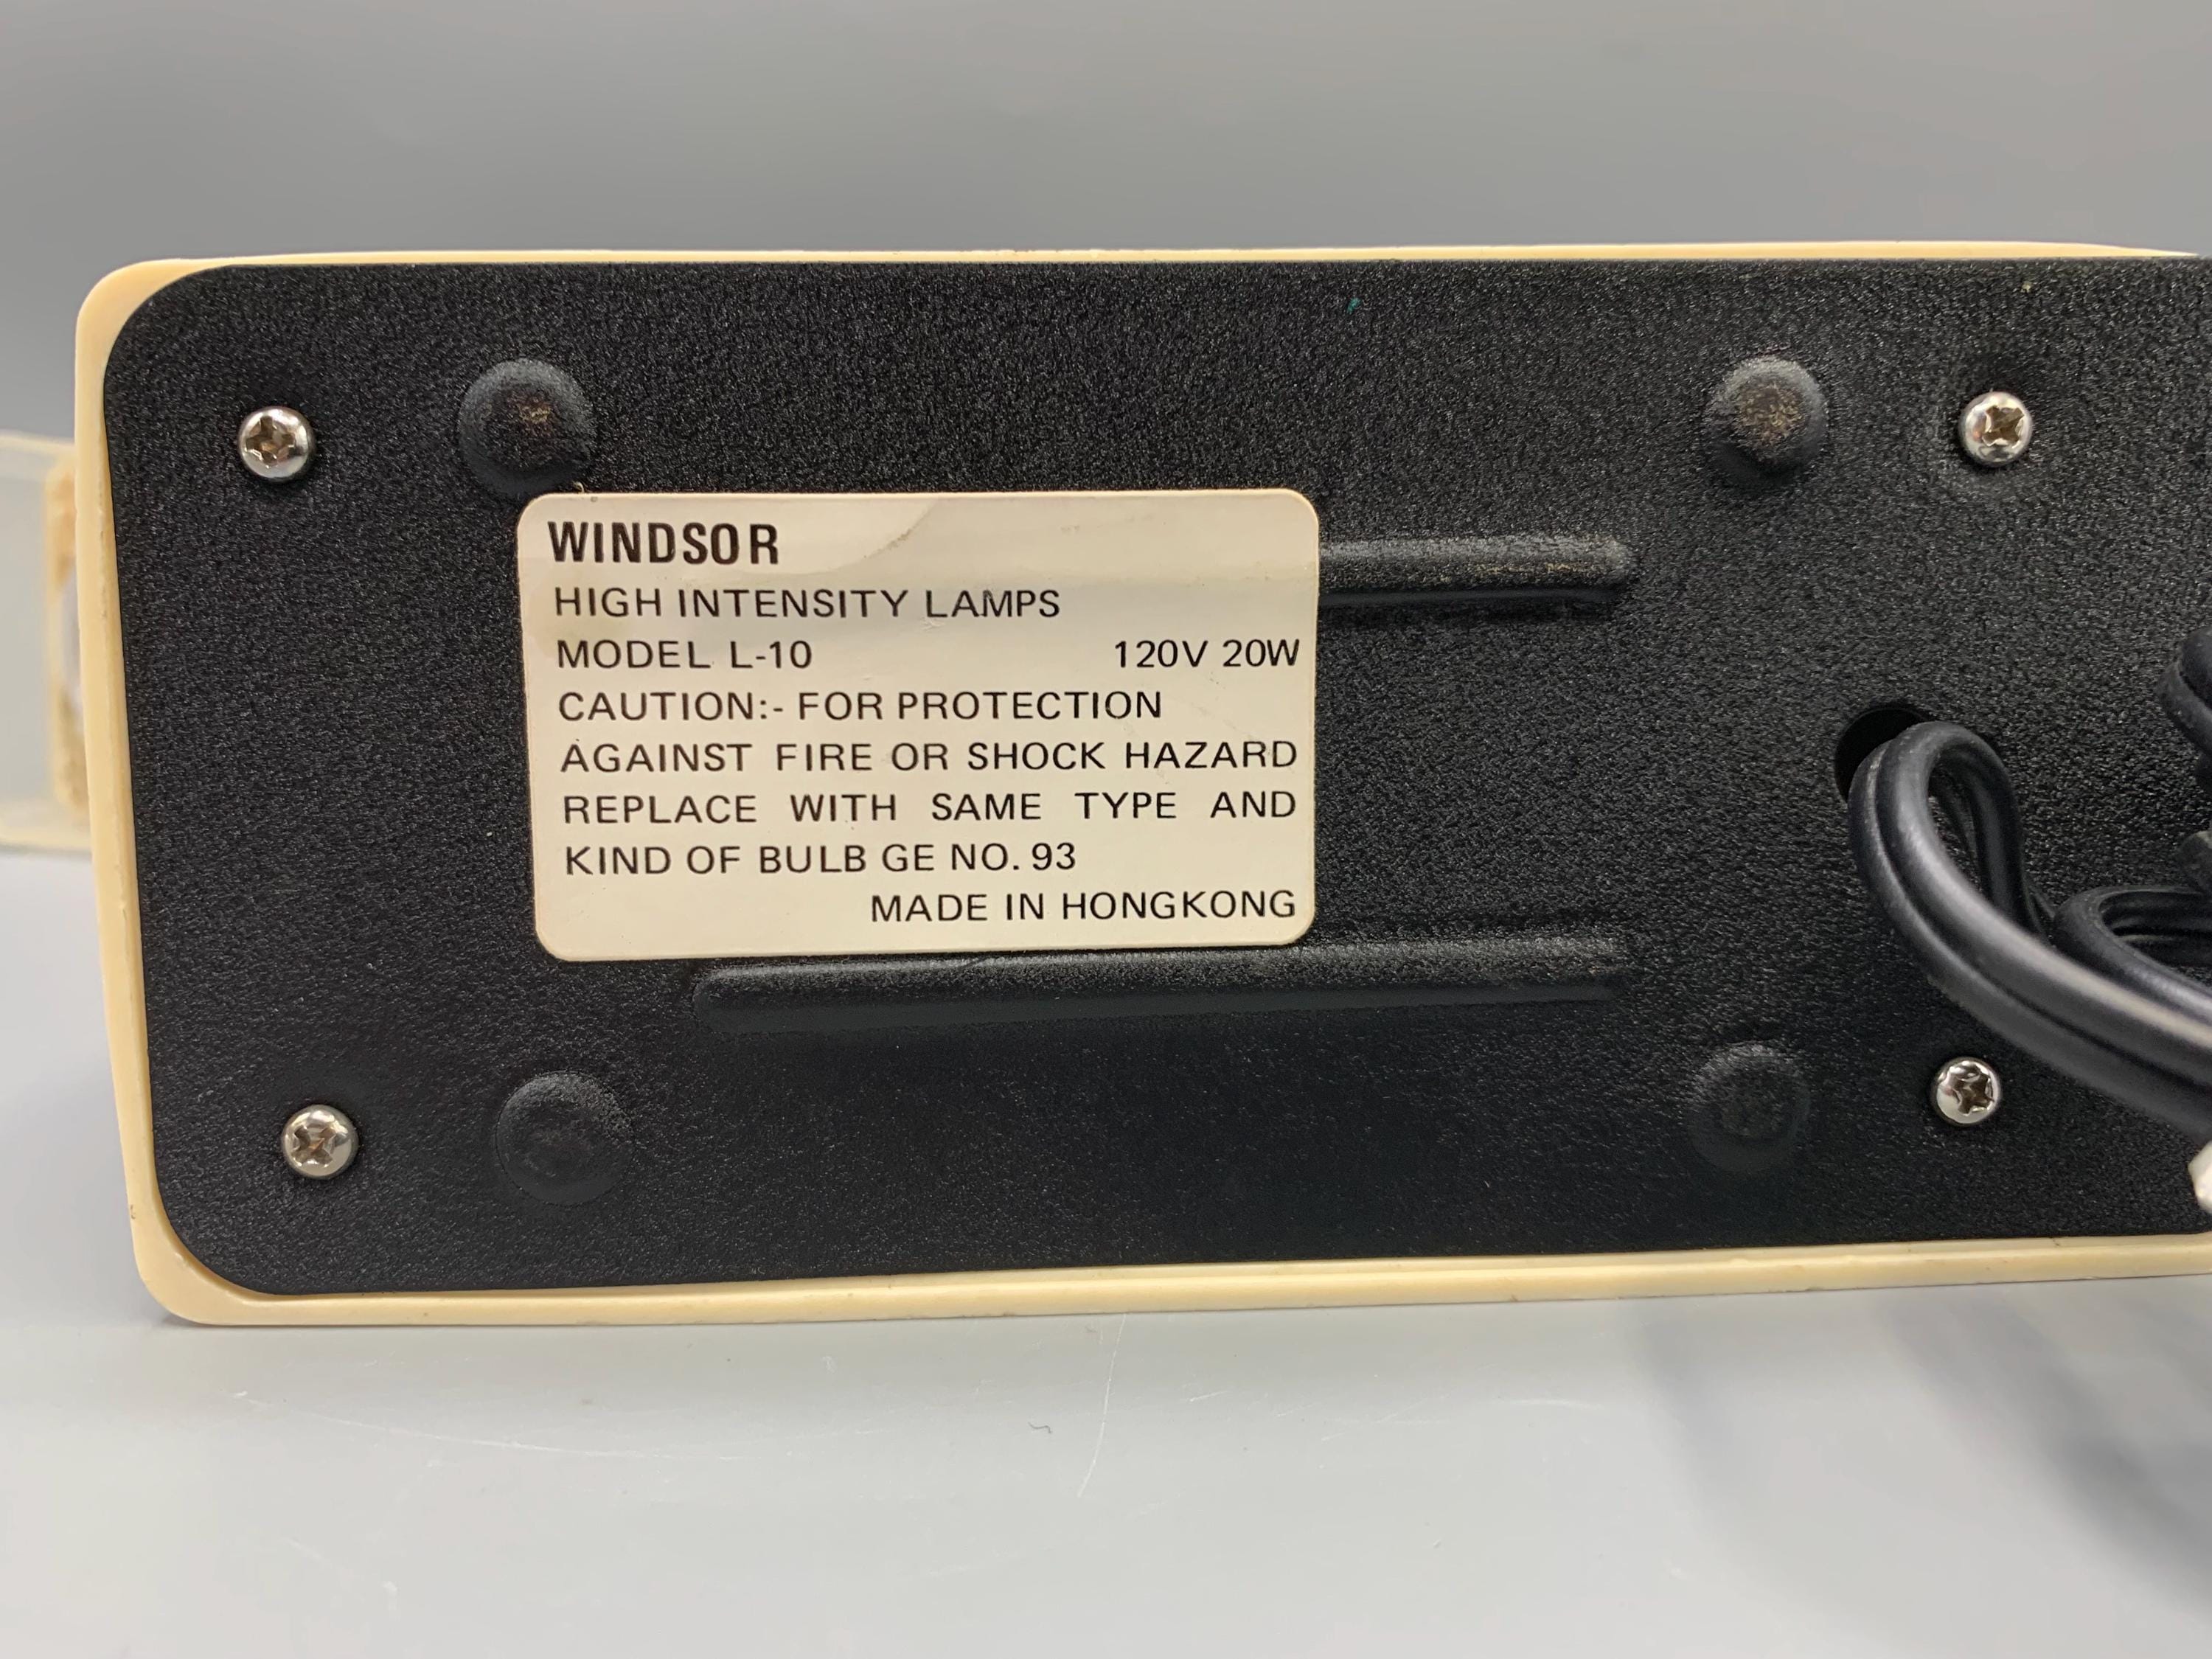 WINDSOR
HIGH INTENSITY LAMPS
MODEL L-10 120V 20W
CAUTION:- FOR PROTECTION
AGAINST FIRE OR SHOCK HAZARD
REPLACE WITH SAME TYPE AND
KIND OF BULB GE NO. 93
MADE IN HONGKONG